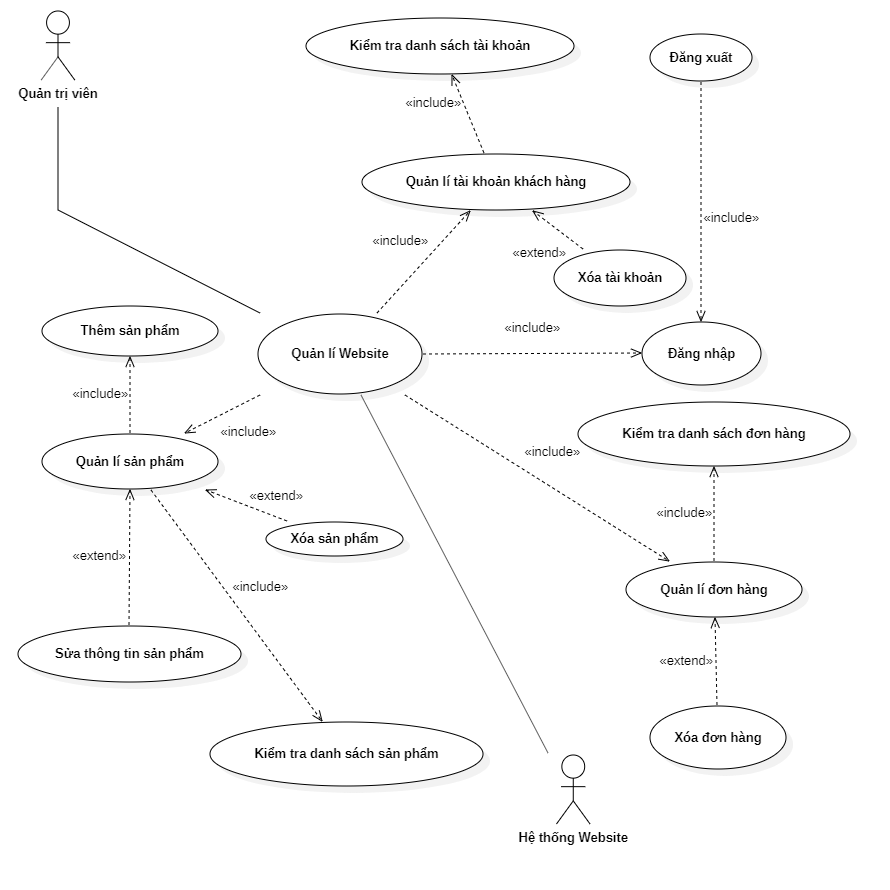 Quản trị viên
Kiểm tra danh sách tài khoản
Đăng xuất
«include»
Quản lí tài khoản khách hàng
«include»
«include»
«extend»
Xóa tài khoản
Thêm sản phẩm
«include»
Quản lí Website
Đăng nhập
«include»
«include»
Kiểm tra danh sách đơn hàng
«include»
Quản lí sản phẩm
«extend»
«include»
Xóa sản phẩm
«extend»
«include»
Quản lí đơn hàng
Sửa thông tin sản phẩm
«extend»
Xóa đơn hàng
Kiểm tra danh sách sản phẩm
Hệ thống Website